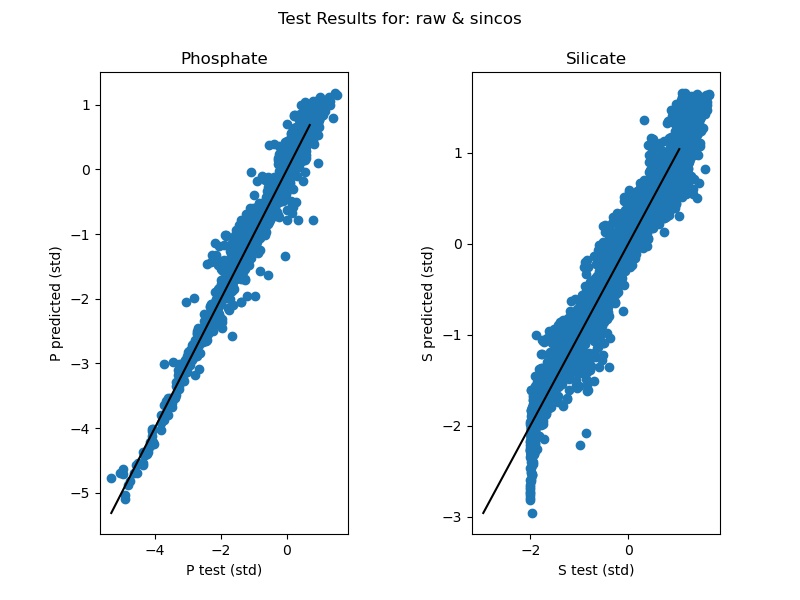 Test Results for: raw & sincos
Phosphate
Silicate
1
0
−1
−2
−3
−4
−5
P predicted (std)
−4
−2
0
P test (std)
1
0
−1
−2
−3
S predicted (std)
−2
0
S test (std)